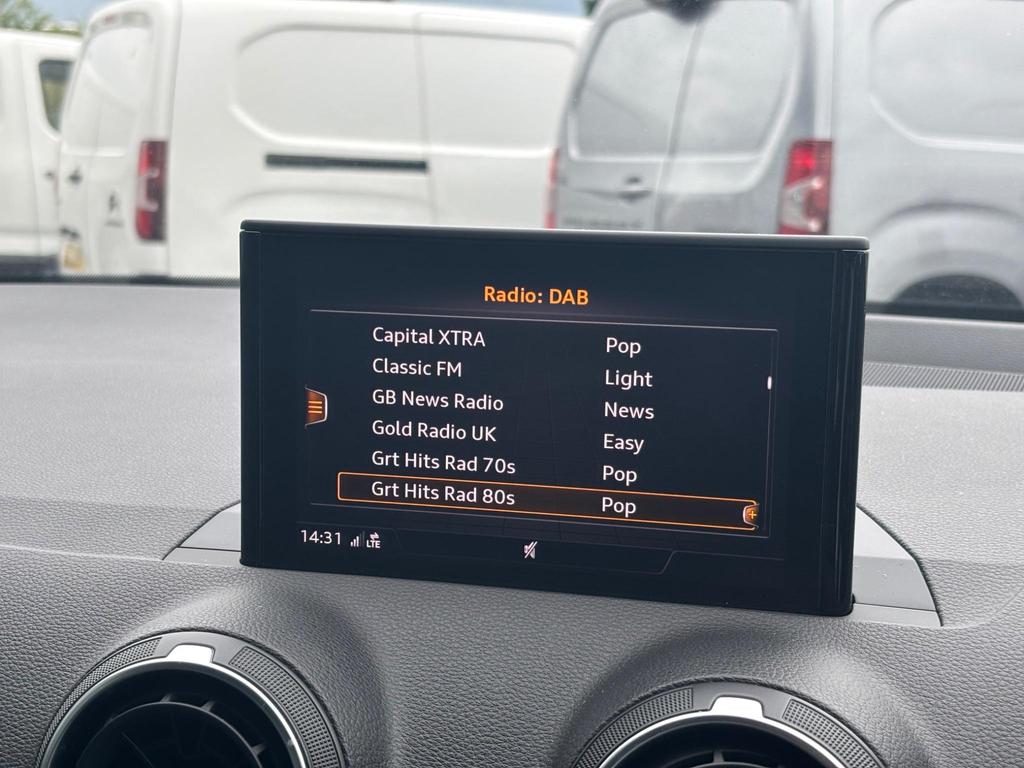 Radio: DAB
Capital XTRA Pop
Classic FM Light
GB News Radio News
Gold Radio UK Easy
Grt Hits Rad 70s Pop
Grt Hits Rad 80s Pop
14:31 LTE